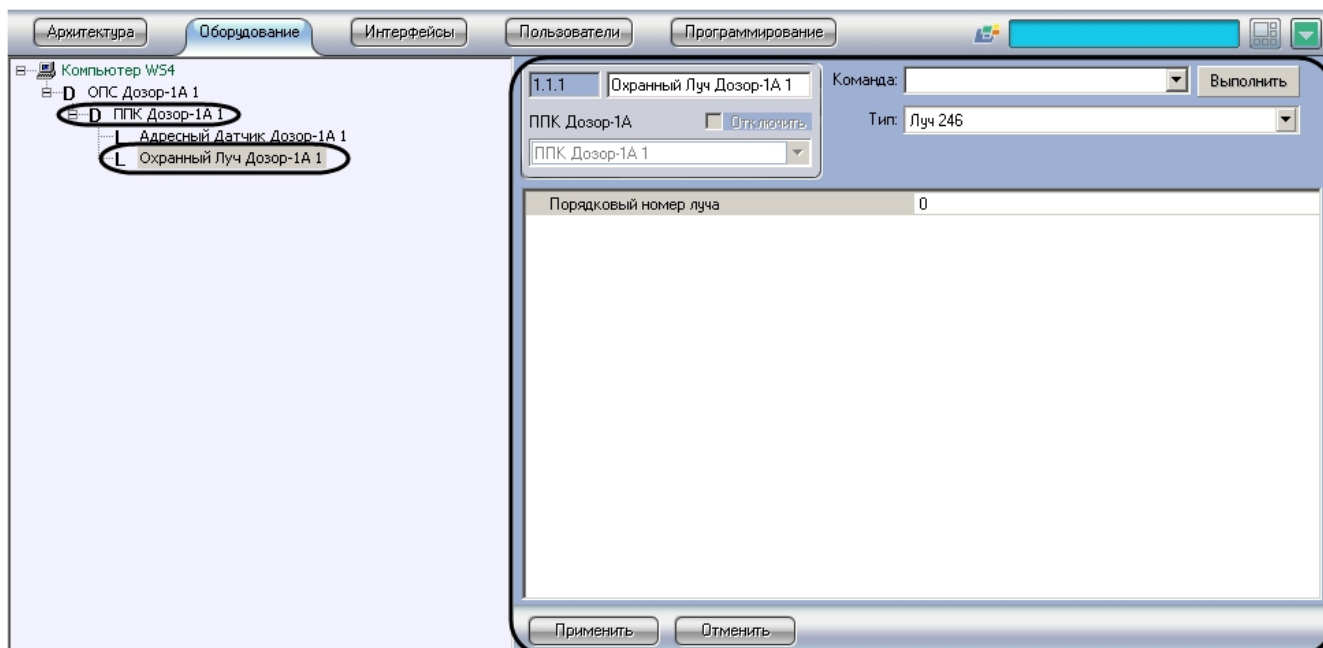 Архитектура Оборудование Интерфейсы Пользователи Программирование
Компьютер WS4
D ОПС Дозор-1А 1
D ППК Дозор-1А 1
L Адресный Датчик Дозор-1А 1
L Охранный Луч Дозор-1А 1
1.1.1 Охранный Луч Дозор-1А 1
ППК Дозор-1А Отключить
ППК Дозор-1А 1
Команда: Выполнить
Тип: Луч 246
Порядковый номер луча 0
Применить Отменить